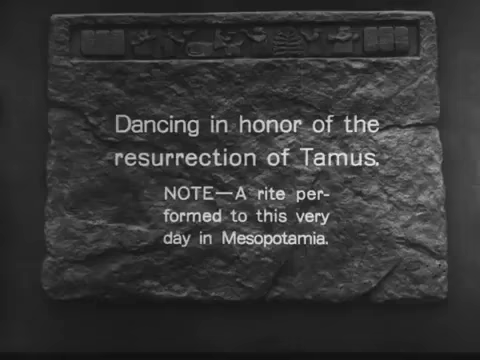 Dancing in honor of the
resurrection of Tamus.
NOTE—A rite per-
formed to this very
day in Mesopotamia.